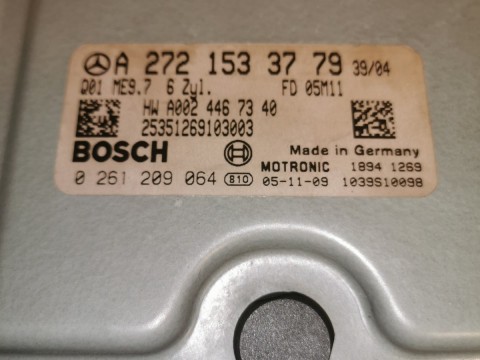 A 272 153 37 79 39/04
Q01 ME9.7 6 Zyl. FD 05M11
HW A002 446 73 40
25351269103003
BOSCH Made in Germany
MOTRONIC 1894 1269
0 261 209 064 B10 05-11-09 1039S10098